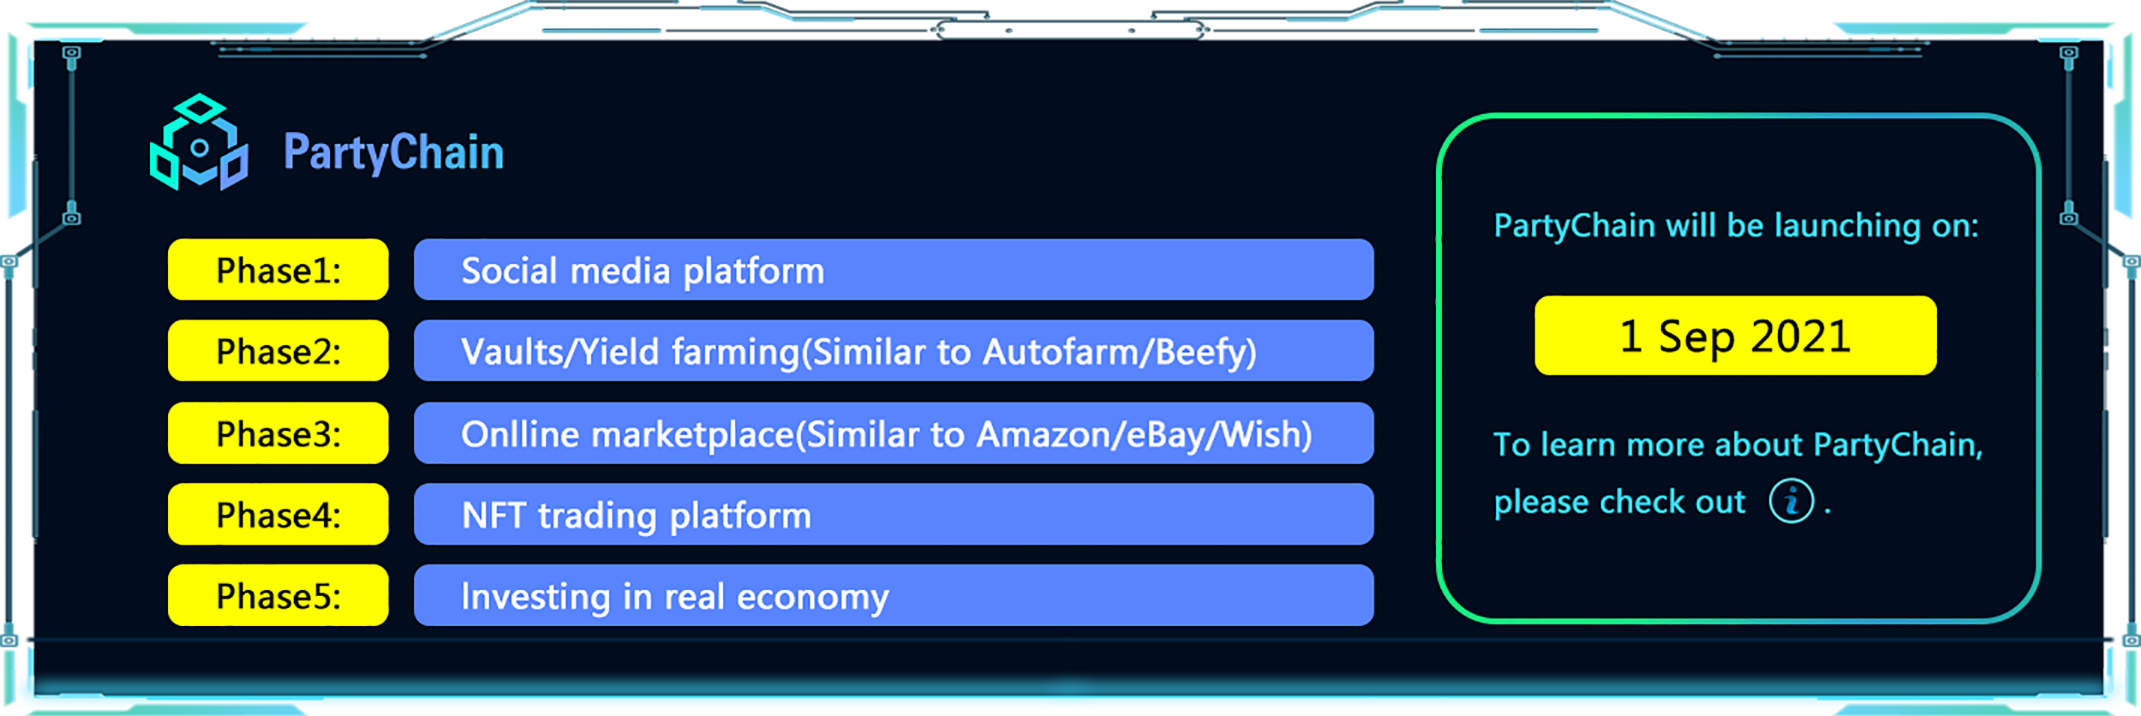 PartyChain
Phase1: Social media platform
Phase2: Vaults/Yield farming(Similar to Autofarm/Beefy)
Phase3: Onlline marketplace(Similar to Amazon/eBay/Wish)
Phase4: NFT trading platform
Phase5: Investing in real economy
PartyChain will be launching on:
1 Sep 2021
To learn more about PartyChain,
please check out i .